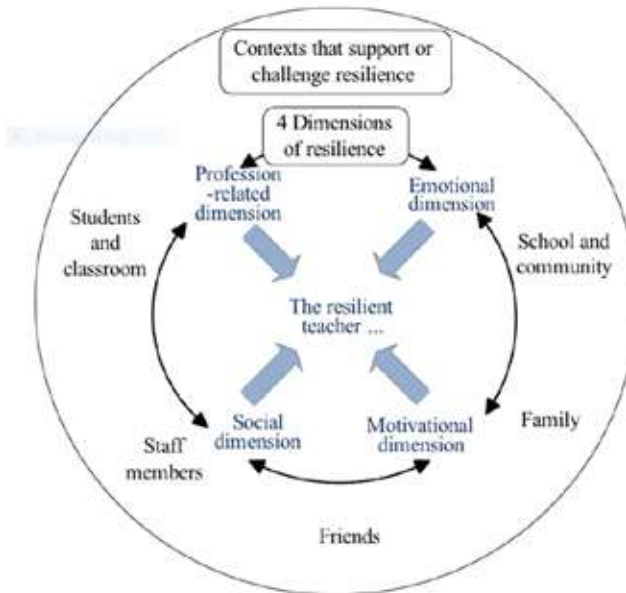 Contexts that support or
challenge resilience
4 Dimensions
of resilience
Profession
-related
dimension
Emotional
dimension
Students
and
classroom
School and
community
The resilient
teacher ...
Social
dimension
Motivational
dimension
Staff
members
Family
Friends